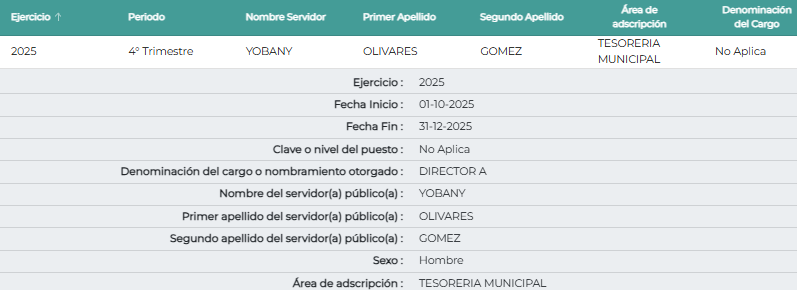 Ejercicio ↑ Periodo Nombre Servidor Primer Apellido Segundo Apellido Área de adscripción Denominación del Cargo
2025 4° Trimestre YOBANY OLIVARES GOMEZ TESORERIA MUNICIPAL No Aplica
Ejercicio : 2025
Fecha Inicio : 01-10-2025
Fecha Fin : 31-12-2025
Clave o nivel del puesto : No Aplica
Denominación del cargo o nombramiento otorgado : DIRECTOR A
Nombre del servidor(a) público(a) : YOBANY
Primer apellido del servidor(a) público(a) : OLIVARES
Segundo apellido del servidor(a) público(a) : GOMEZ
Sexo : Hombre
Área de adscripción : TESORERIA MUNICIPAL